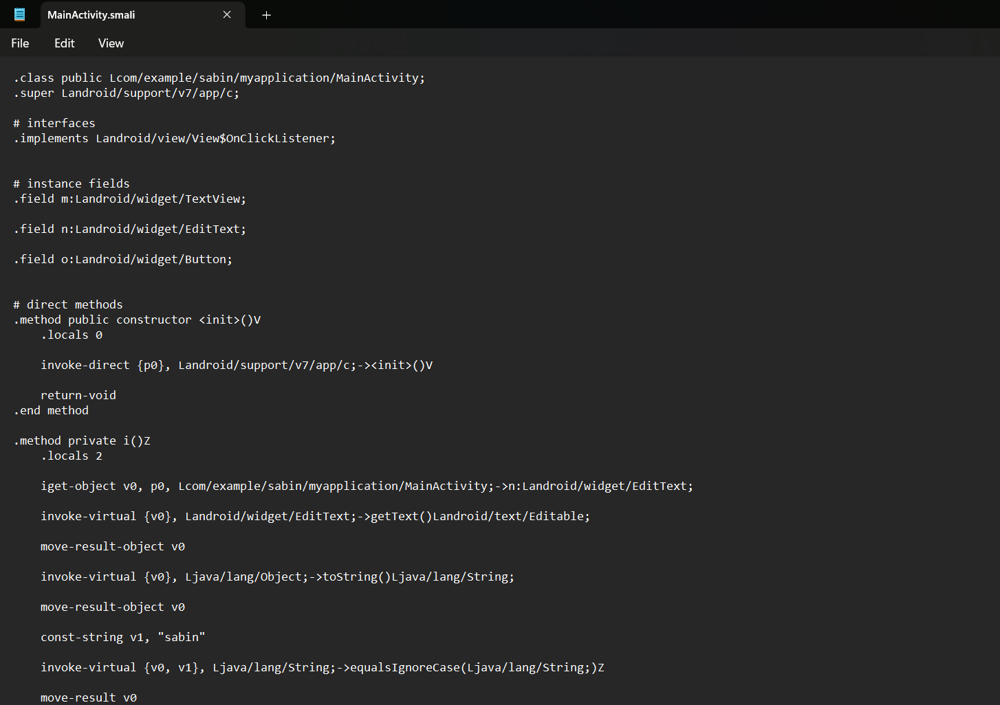 MainActivity.smali
File Edit View
.class public Lcom/example/sabin/myapplication/MainActivity;
.super Landroid/support/v7/app/c;
# interfaces
.implements Landroid/view/View$OnClickListener;
# instance fields
.field m:Landroid/widget/TextView;
.field n:Landroid/widget/EditText;
.field o:Landroid/widget/Button;
# direct methods
.method public constructor <init>()V
.locals 0
invoke-direct {p0}, Landroid/support/v7/app/c;-><init>()V
return-void
.end method
.method private i()Z
.locals 2
iget-object v0, p0, Lcom/example/sabin/myapplication/MainActivity;->n:Landroid/widget/EditText;
invoke-virtual {v0}, Landroid/widget/EditText;->getText()Landroid/text/Editable;
move-result-object v0
invoke-virtual {v0}, Ljava/lang/Object;->toString()Ljava/lang/String;
move-result-object v0
const-string v1, "sabin"
invoke-virtual {v0, v1}, Ljava/lang/String;->equalsIgnoreCase(Ljava/lang/String;)Z
move-result v0